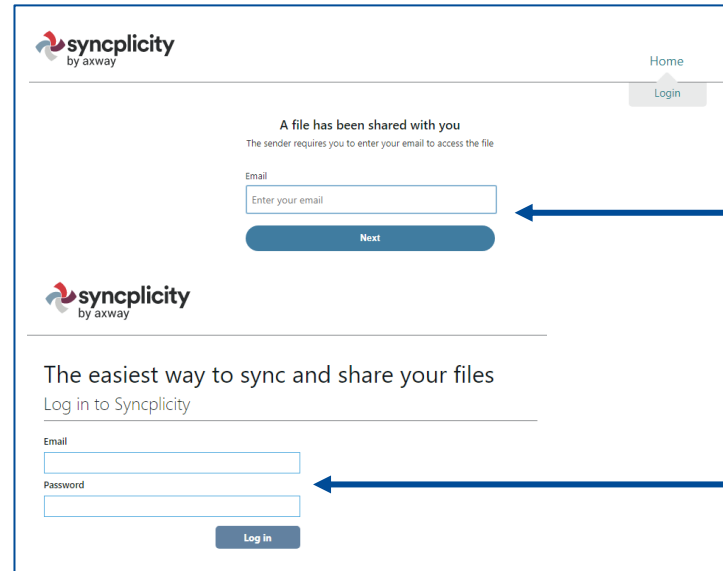 syncplicity
by axway
Home
Login
A file has been shared with you
The sender requires you to enter your email to access the file
Email
Enter your email
Next
syncplicity
by axway
The easiest way to sync and share your files
Log in to Syncplicity
Email
Password
Log in